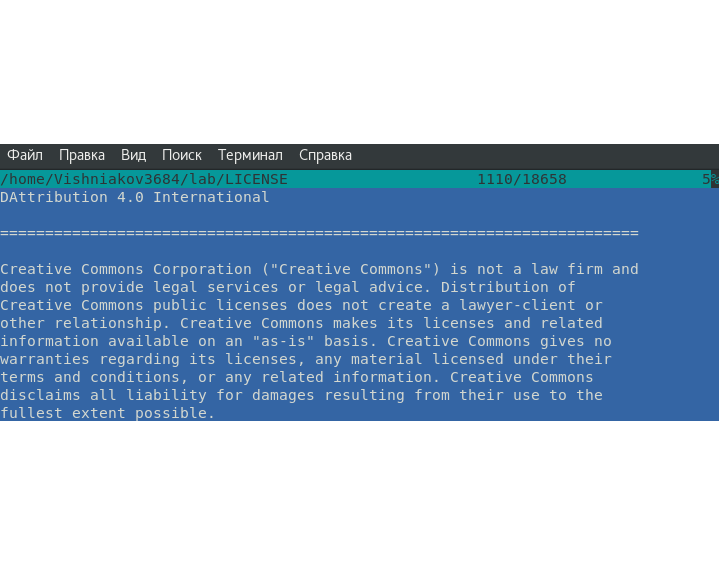 Файл Правка Вид Поиск Терминал Справка
/home/Vishniakov3684/lab/LICENSE 1110/18658 5%
DAttribution 4.0 International
=======================================================================
Creative Commons Corporation ("Creative Commons") is not a law firm and
does not provide legal services or legal advice. Distribution of
Creative Commons public licenses does not create a lawyer-client or
other relationship. Creative Commons makes its licenses and related
information available on an "as-is" basis. Creative Commons gives no
warranties regarding its licenses, any material licensed under their
terms and conditions, or any related information. Creative Commons
disclaims all liability for damages resulting from their use to the
fullest extent possible.